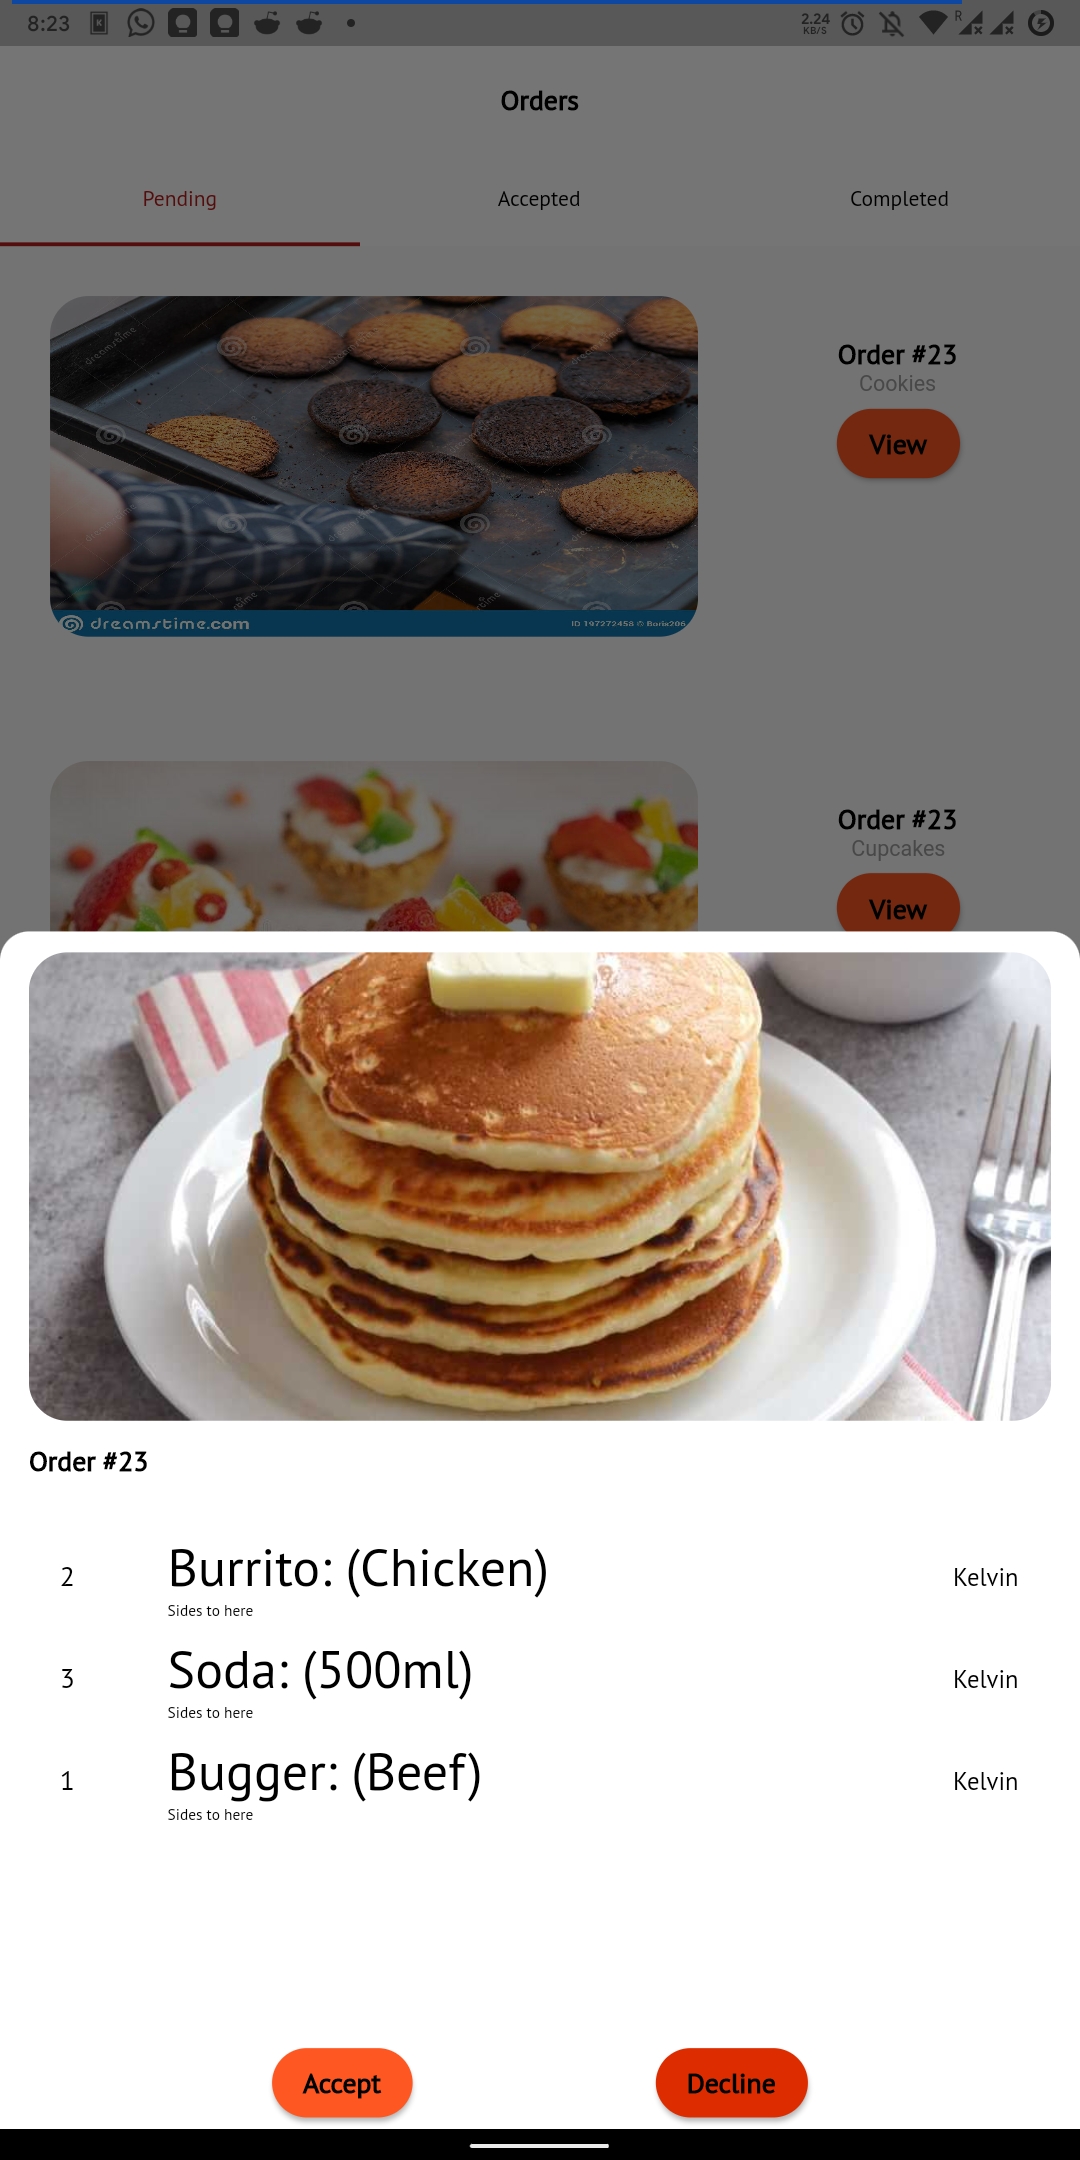 8:23
2.24
KB/S
R
Orders
Pending
Accepted
Completed
Order #23
Cookies
View
dreamstime
dreamstime.com
ID 197272458 © Boris206
Order #23
Cupcakes
View
Order #23
2
Burrito: (Chicken)
Kelvin
Sides to here
3
Soda: (500ml)
Kelvin
Sides to here
1
Bugger: (Beef)
Kelvin
Sides to here
Accept
Decline